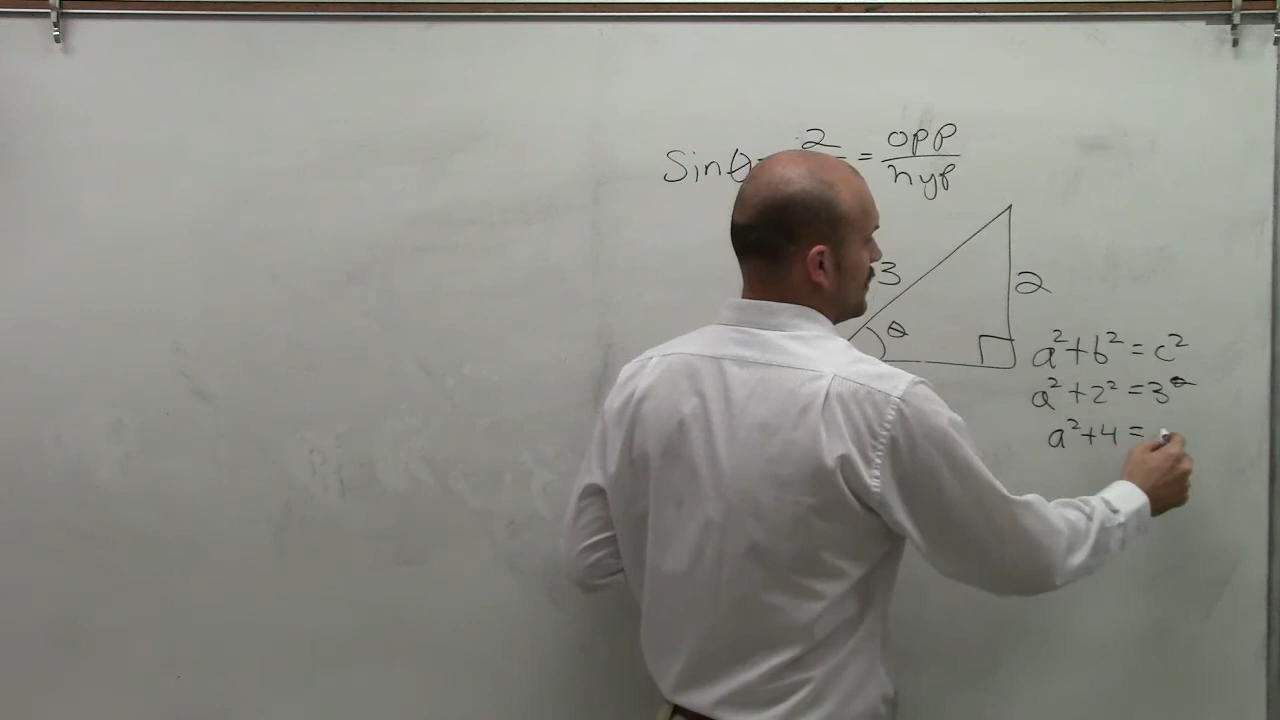 Sin θ = 2 = opp/hyp
3
2
θ
a² + b² = c²
a² + 2² = 3²
a² + 4 =